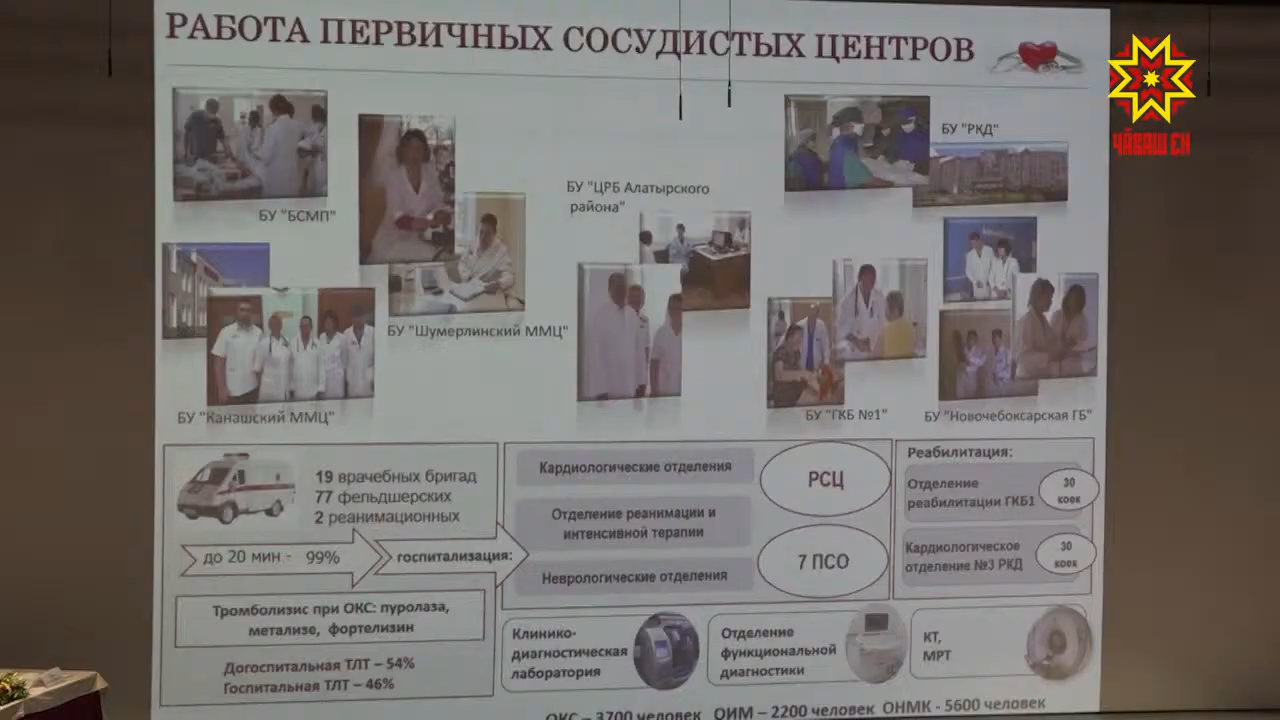 РАБОТА ПЕРВИЧНЫХ СОСУДИСТЫХ ЦЕНТРОВ
ЧӐВАШ ЕН
БУ "РКД"
БУ "ЦРБ Алатырского
района"
БУ "БСМП"
БУ "Шумерлинский ММЦ"
БУ "Канашский ММЦ"
БУ "ГКБ №1"
БУ "Новочебоксарская ГБ"
19 врачебных бригад
77 фельдшерских
2 реанимационных
до 20 мин - 99%
госпитализация:
Тромболизис при ОКС: пуролаза,
метализе, фортелизин
Догоспитальная ТЛТ – 54%
Госпитальная ТЛТ – 46%
Кардиологические отделения
Отделение реанимации и
интенсивной терапии
Неврологические отделения
РСЦ
7 ПСО
Реабилитация:
Отделение
реабилитации ГКБ1
30
коек
Кардиологическое
отделение №3 РКД
30
коек
Клинико-
диагностическая
лаборатория
Отделение
функциональной
диагностики
КТ,
МРТ
ОКС – 3700 человек ОИМ – 2200 человек ОНМК - 5600 человек